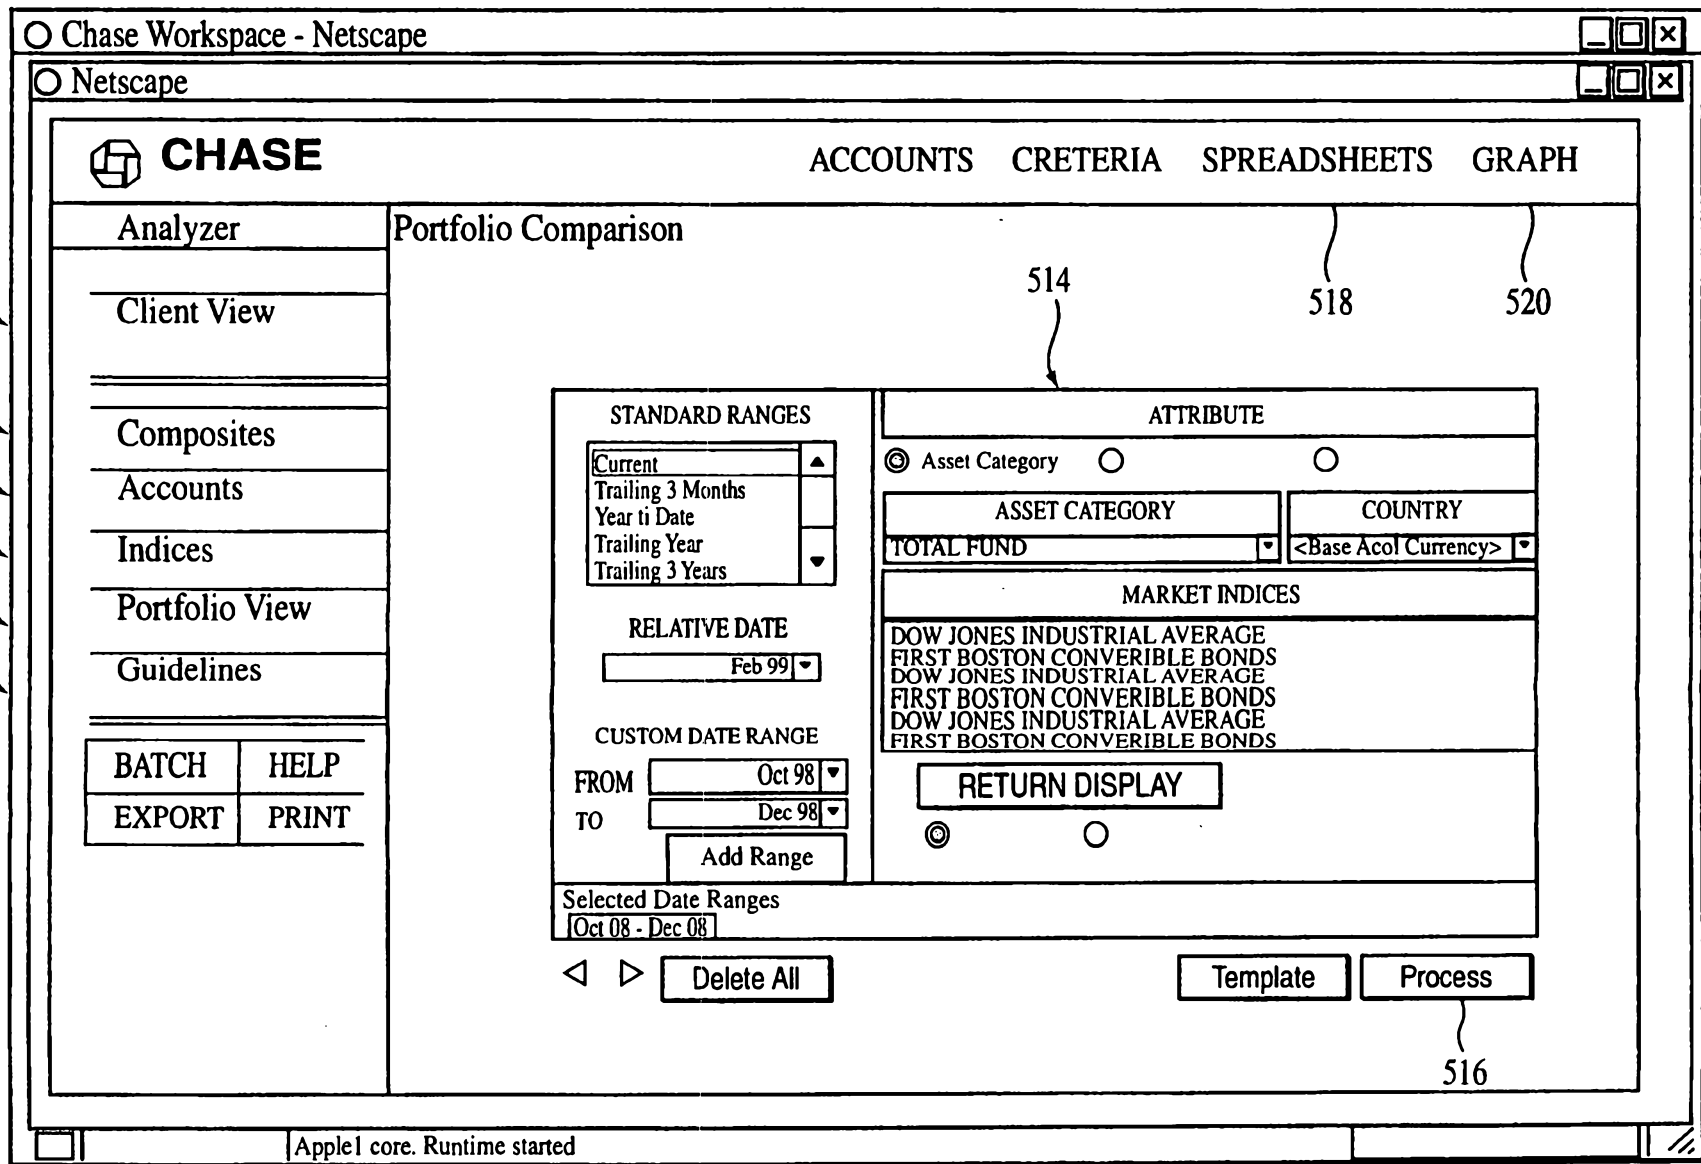 Chase Workspace - Netscape
Netscape
CHASE
ACCOUNTS CRETERIA SPREADSHEETS GRAPH
Analyzer
Portfolio Comparison
514
518
520
Client View
Composites
Accounts
Indices
Portfolio View
Guidelines
BATCH HELP
EXPORT PRINT
STANDARD RANGES
Current
Trailing 3 Months
Year ti Date
Trailing Year
Trailing 3 Years
RELATIVE DATE
Feb 99
CUSTOM DATE RANGE
FROM Oct 98
TO Dec 98
Add Range
ATTRIBUTE
Asset Category
ASSET CATEGORY COUNTRY
TOTAL FUND <Base Acol Currency>
MARKET INDICES
DOW JONES INDUSTRIAL AVERAGE
FIRST BOSTON CONVERIBLE BONDS
DOW JONES INDUSTRIAL AVERAGE
FIRST BOSTON CONVERIBLE BONDS
DOW JONES INDUSTRIAL AVERAGE
FIRST BOSTON CONVERIBLE BONDS
RETURN DISPLAY
Selected Date Ranges
Oct 08 - Dec 08
Delete All
Template
Process
516
Apple1 core. Runtime started